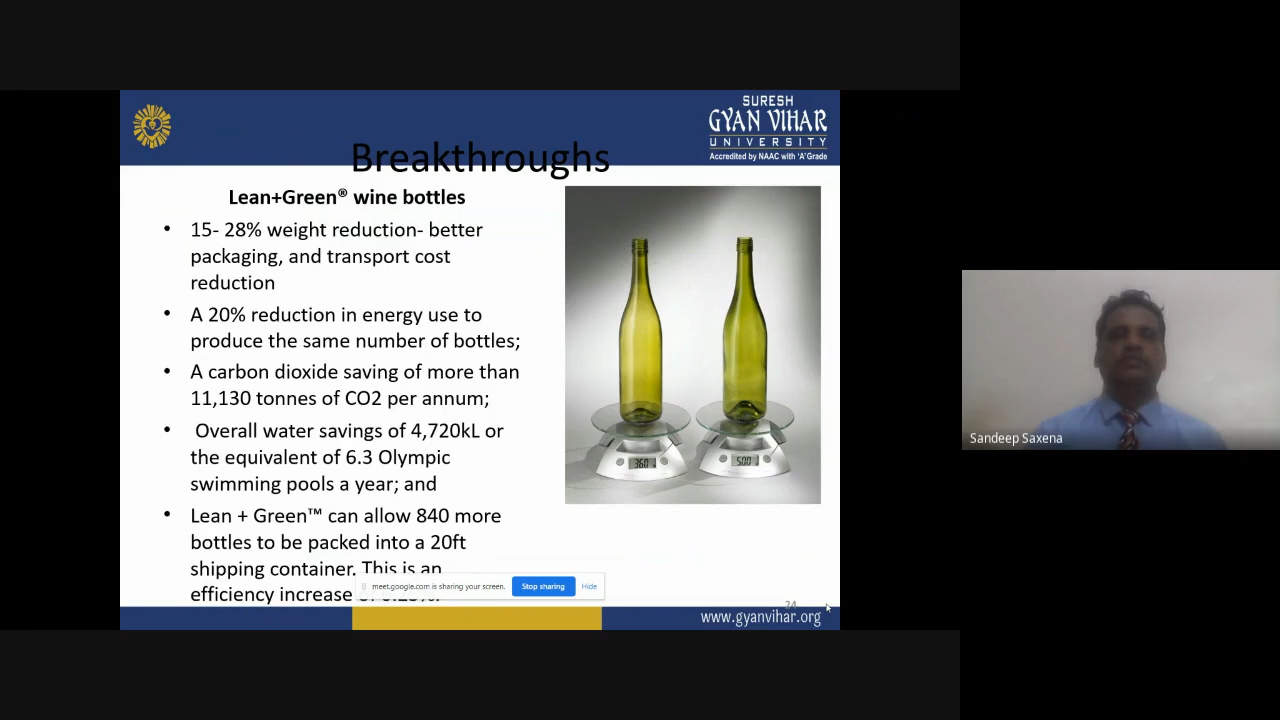 SURESH
GYAN VIHAR
UNIVERSITY
Accredited by NAAC with 'A' Grade
Breakthroughs
Lean+Green® wine bottles
• 15- 28% weight reduction- better
packaging, and transport cost
reduction
• A 20% reduction in energy use to
produce the same number of bottles;
• A carbon dioxide saving of more than
11,130 tonnes of CO2 per annum;
• Overall water savings of 4,720kL or
the equivalent of 6.3 Olympic
swimming pools a year; and
• Lean + Green™ can allow 840 more
bottles to be packed into a 20ft
shipping container. This is an
efficiency increase
360
500
meet.google.com is sharing your screen.
Stop sharing
Hide
24
www.gyanvihar.org
Sandeep Saxena